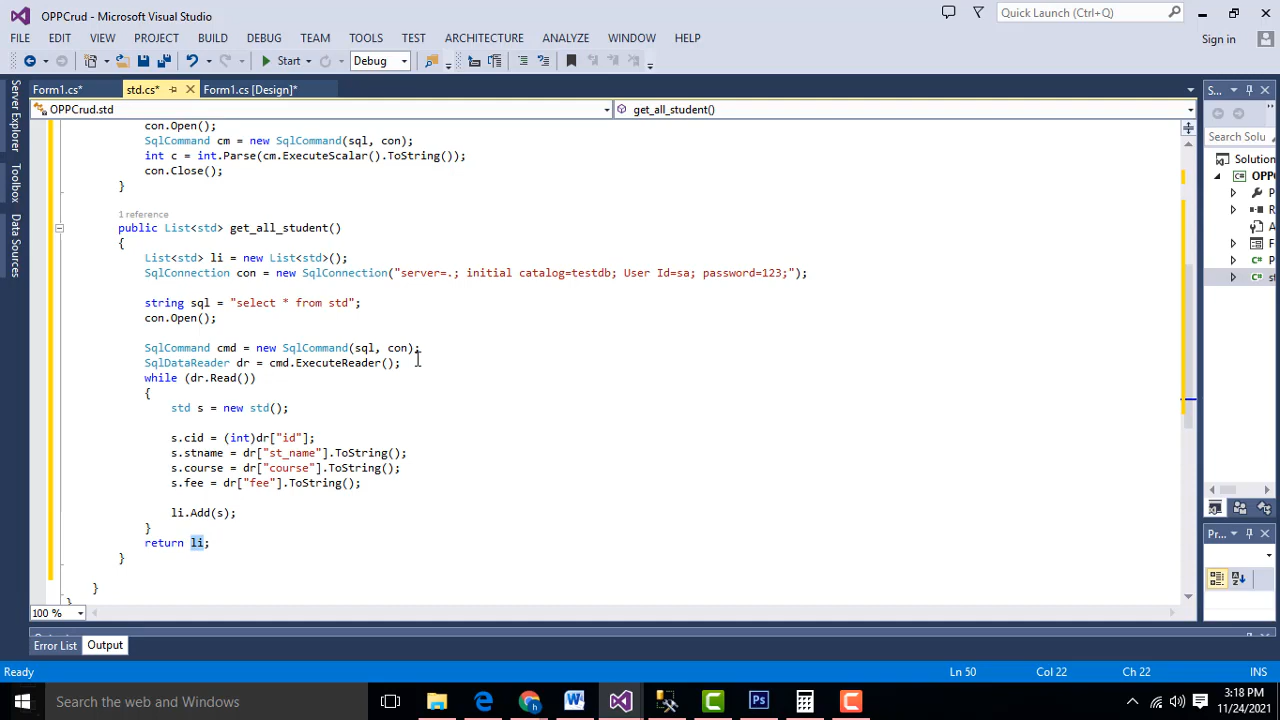 OPPCrud - Microsoft Visual Studio
Quick Launch (Ctrl+Q)
FILE EDIT VIEW PROJECT BUILD DEBUG TEAM TOOLS TEST ARCHITECTURE ANALYZE WINDOW HELP
Sign in
Start Debug
Form1.cs* std.cs* Form1.cs [Design]*
S...
OPPCrud.std get_all_student()
Search Solu
Server Explorer
Toolbox
Data Sources
con.Open();
SqlCommand cm = new SqlCommand(sql, con);
int c = int.Parse(cm.ExecuteScalar().ToString());
con.Close();
}
1 reference
public List<std> get_all_student()
{
List<std> li = new List<std>();
SqlConnection con = new SqlConnection("server=.; initial catalog=testdb; User Id=sa; password=123;");
string sql = "select * from std";
con.Open();
SqlCommand cmd = new SqlCommand(sql, con);
SqlDataReader dr = cmd.ExecuteReader();
while (dr.Read())
{
std s = new std();
s.cid = (int)dr["id"];
s.stname = dr["st_name"].ToString();
s.course = dr["course"].ToString();
s.fee = dr["fee"].ToString();
li.Add(s);
}
return li;
}
}
}
Solution
OPP
P
R
A
F
P
st
Pr...
100 %
Error List Output
Ready Ln 50 Col 22 Ch 22 INS
Search the web and Windows
3:18 PM
11/24/2021